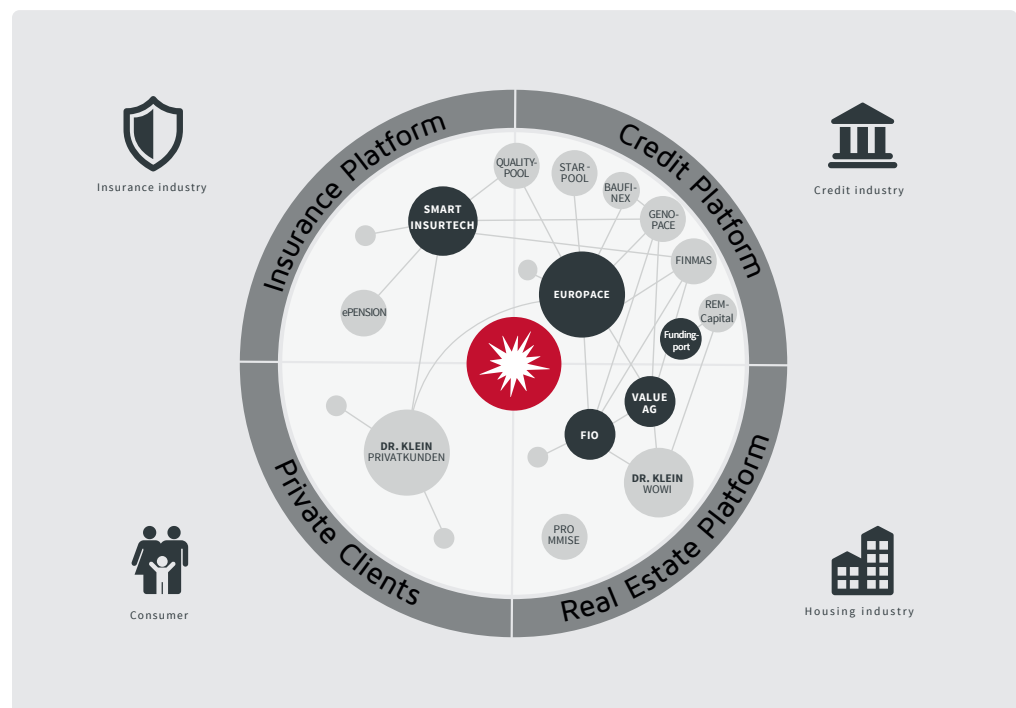 Insurance Platform
Credit Platform
Insurance industry
Credit industry
QUALITY-
POOL
STAR -
POOL
BAUFI-
NEX
GENO-
PACE
SMART
INSURTECH
FINMAS
EUROPACE
REM-
Capital
ePENSION
Funding-
port
VALUE
AG
FIO
DR. KLEIN
PRIVATKUNDEN
DR. KLEIN
WOWI
PRO
MMISE
Private Clients
Real Estate Platform
Consumer
Housing industry